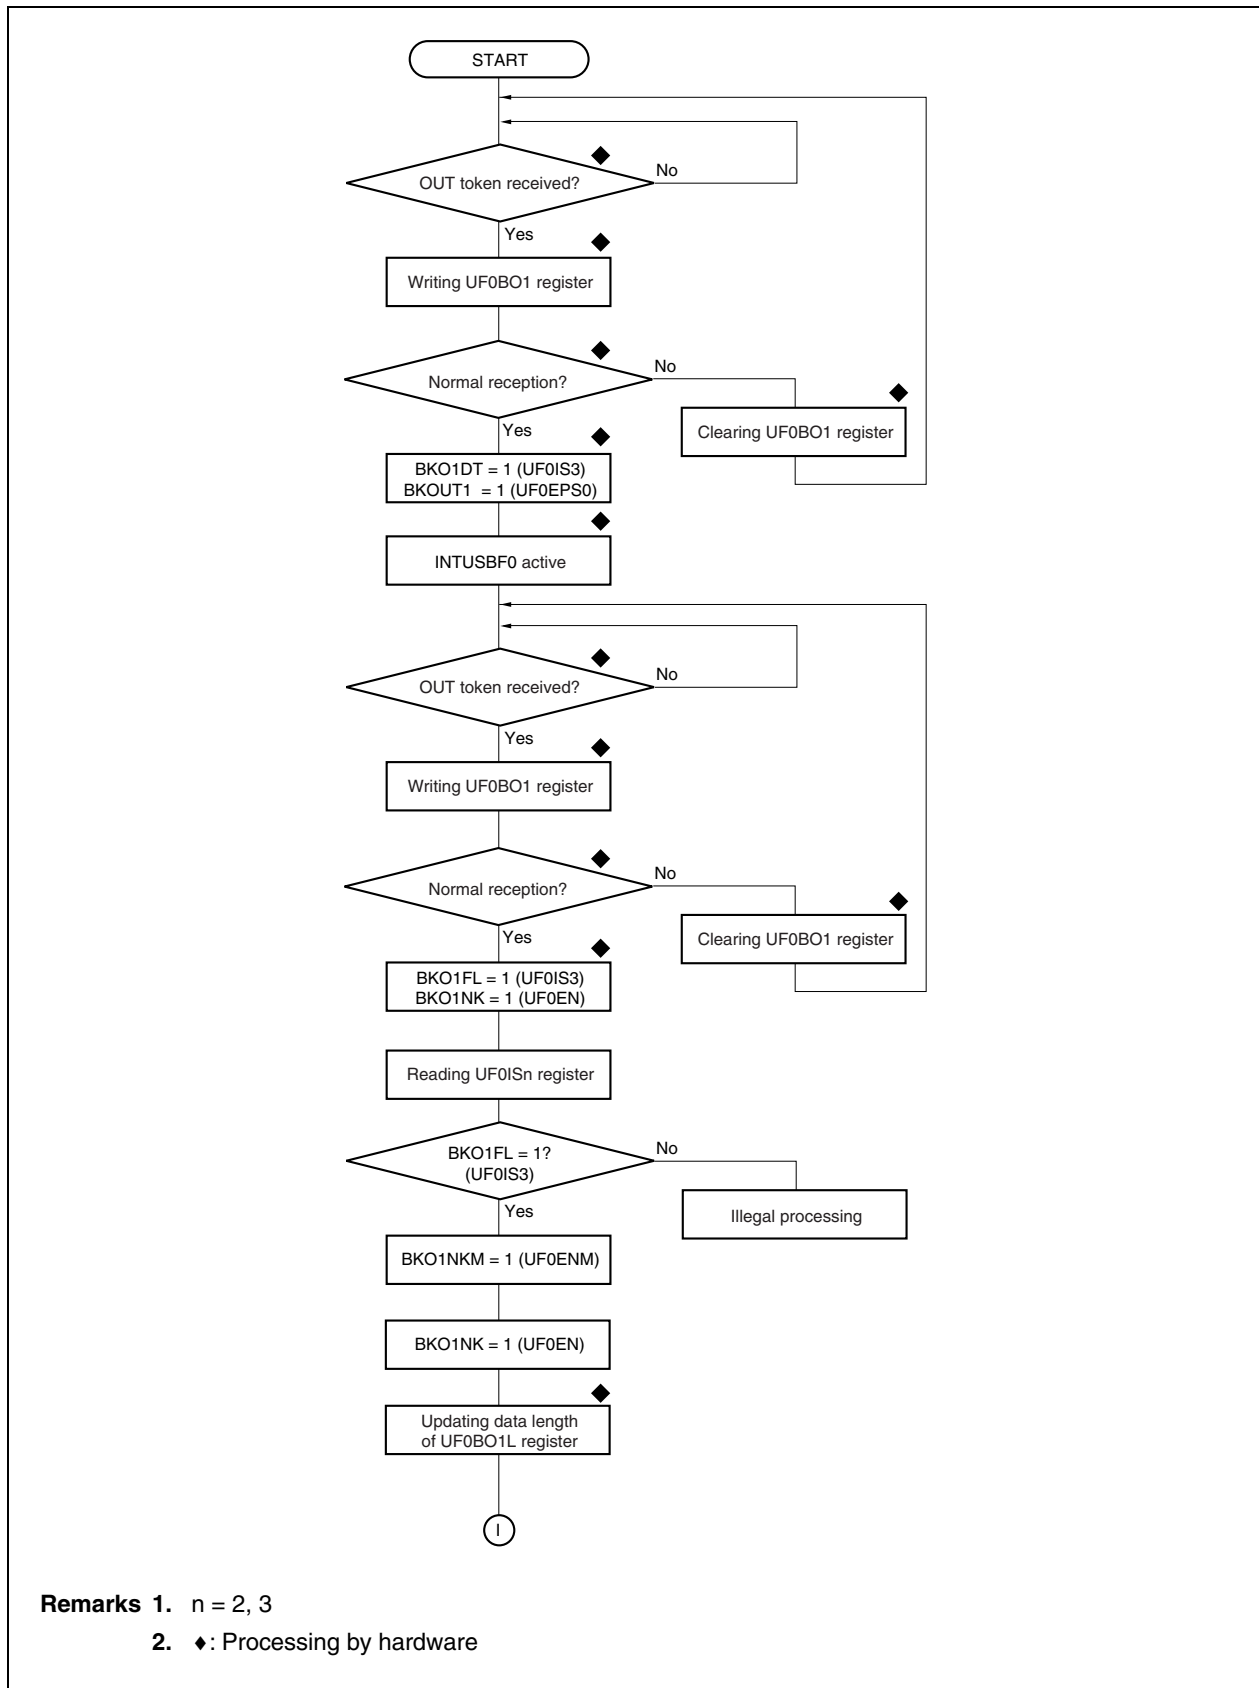 START
OUT token received?
No
Yes
Writing UF0BO1 register
Normal reception?
No
Clearing UF0BO1 register
Yes
BKO1DT = 1 (UF0IS3)
BKOUT1 = 1 (UF0EPS0)
INTUSBF0 active
OUT token received?
No
Yes
Writing UF0BO1 register
Normal reception?
No
Clearing UF0BO1 register
Yes
BKO1FL = 1 (UF0IS3)
BKO1NK = 1 (UF0EN)
Reading UF0ISn register
BKO1FL = 1?
(UF0IS3)
No
Illegal processing
Yes
BKO1NKM = 1 (UF0ENM)
BKO1NK = 1 (UF0EN)
Updating data length
of UF0BO1L register
I
Remarks 1. n = 2, 3
2. ♦: Processing by hardware